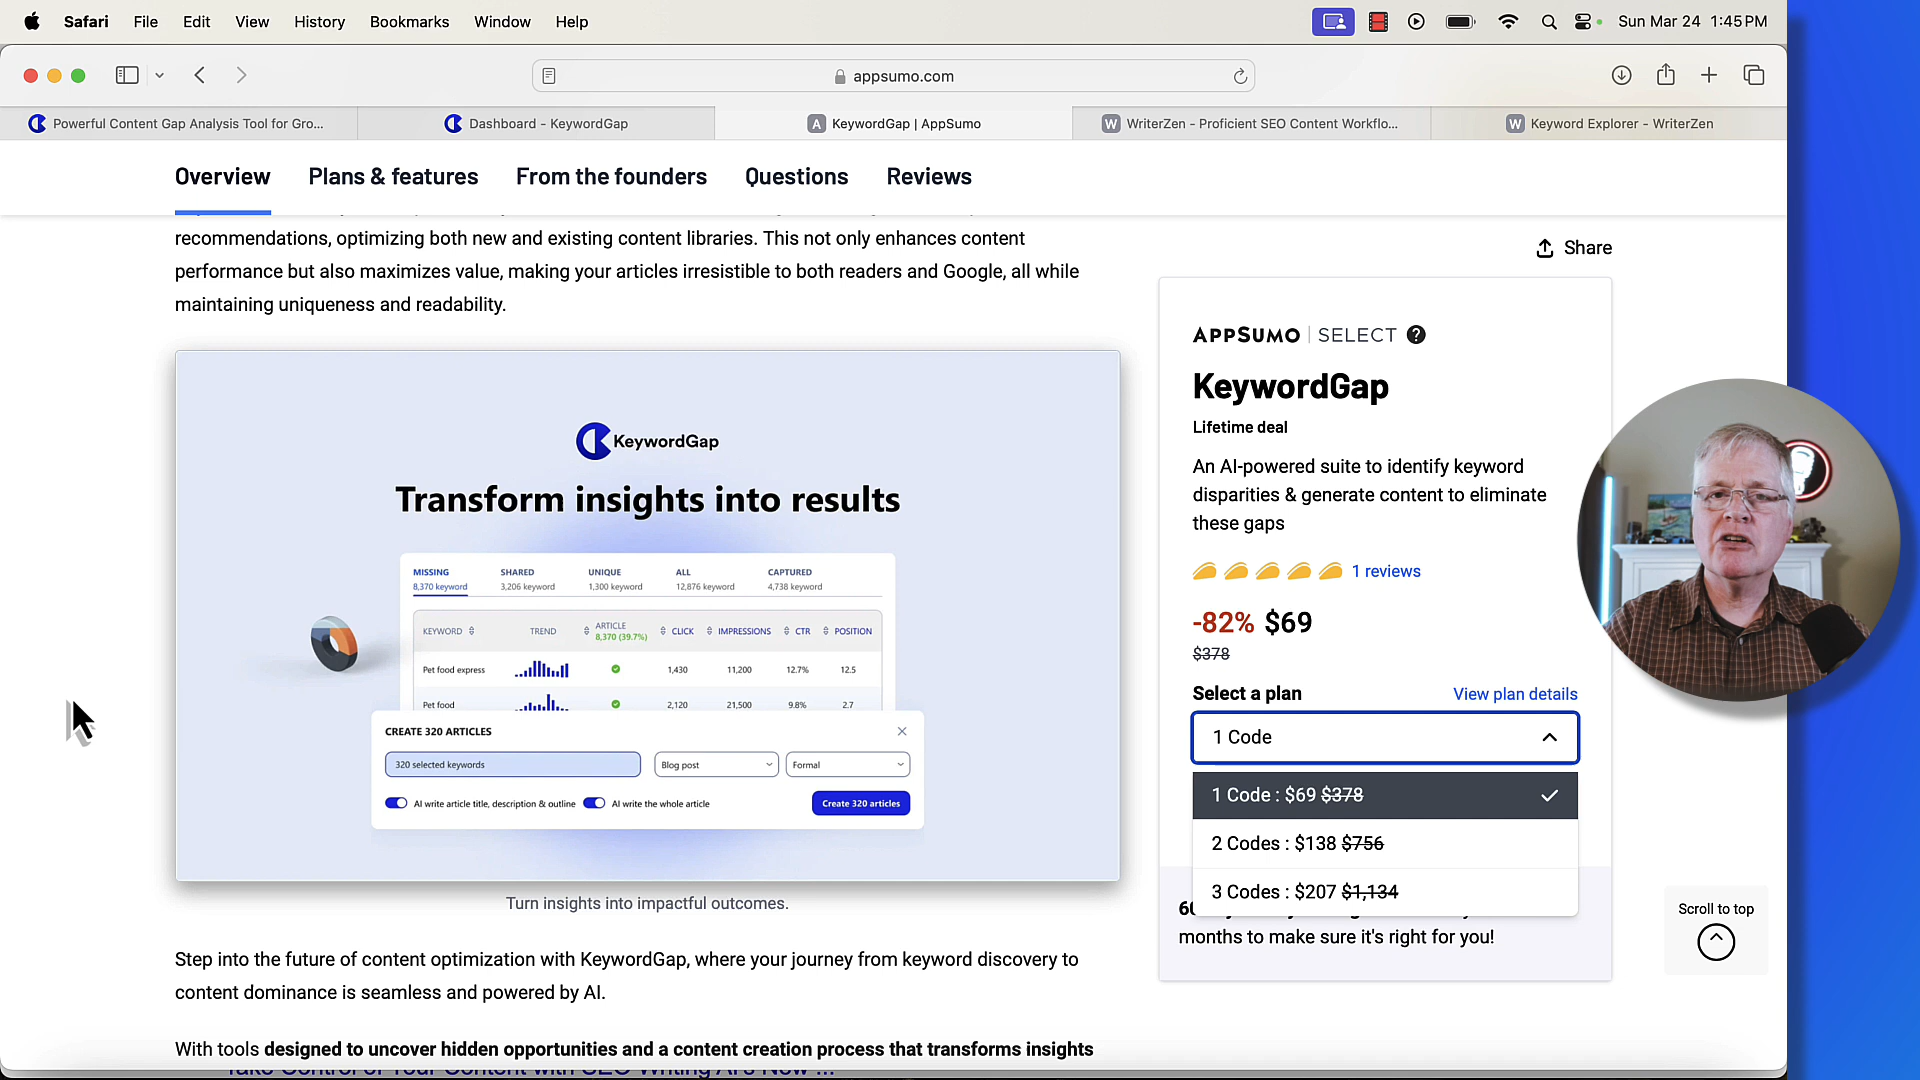 Safari File Edit View History Bookmarks Window Help
Sun Mar 24 1:45 PM
appsumo.com
Powerful Content Gap Analysis Tool for Gro...
Dashboard - KeywordGap
A KeywordGap | AppSumo
W WriterZen - Proficient SEO Content Workflo...
W Keyword Explorer - WriterZen
Overview Plans & features From the founders Questions Reviews
recommendations, optimizing both new and existing content libraries. This not only enhances content
performance but also maximizes value, making your articles irresistible to both readers and Google, all while
maintaining uniqueness and readability.
KeywordGap
Transform insights into results
MISSING SHARED UNIQUE ALL CAPTURED
8,370 keyword 3,206 keyword 1,300 keyword 12,876 keyword 4,738 keyword
KEYWORD TREND ARTICLE CLICK IMPRESSIONS CTR POSITION
8,370 (39.7%)
Pet food express 1,430 11,200 12.7% 12.5
Pet food 2,120 21,500 9.8% 2.7
CREATE 320 ARTICLES
320 selected keywords Blog post Formal
AI write article title, description & outline AI write the whole article Create 320 articles
Turn insights into impactful outcomes.
Step into the future of content optimization with KeywordGap, where your journey from keyword discovery to
content dominance is seamless and powered by AI.
With tools designed to uncover hidden opportunities and a content creation process that transforms insights
Share
APPSUMO | SELECT ?
KeywordGap
Lifetime deal
An AI-powered suite to identify keyword
disparities & generate content to eliminate
these gaps
1 reviews
-82% $69
$378
Select a plan View plan details
1 Code
1 Code : $69 $378
2 Codes : $138 $756
3 Codes : $207 $1,134
months to make sure it's right for you!
Scroll to top